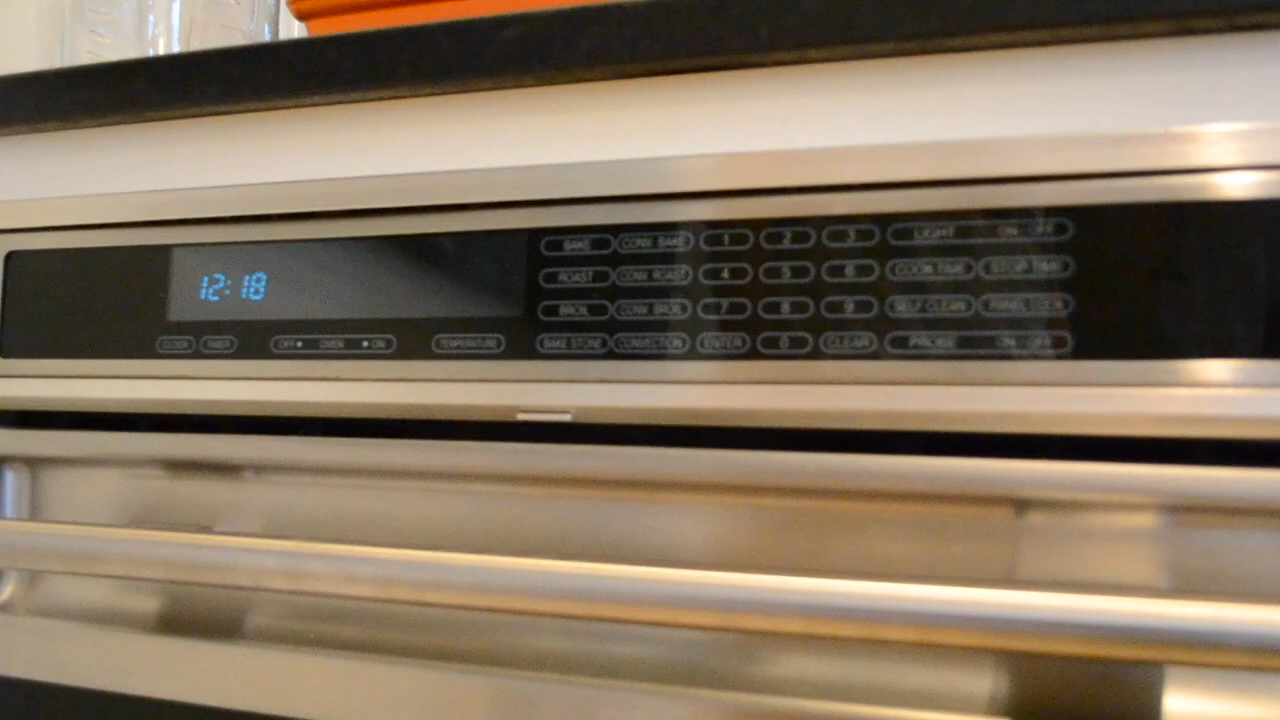 BAKE CONV. BAKE 1 2 3 LIGHT ON OFF
12:18
ROAST CONV. ROAST 4 5 6 COOK TIME STOP TIME
BROIL CONV. BROIL 7 8 9 SELF CLEAN PANEL LOCK
CLOCK TIMER OFF OVEN ON TEMPERATURE BAKE STONE CONVECTION ENTER 0 CLEAR PROBE ON OFF